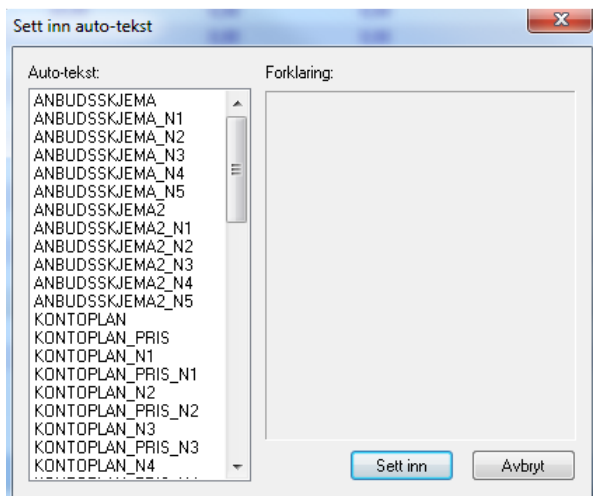 Sett inn auto-tekst
Auto-tekst:
Forklaring:
ANBUDSSKJEMA
ANBUDSSKJEMA_N1
ANBUDSSKJEMA_N2
ANBUDSSKJEMA_N3
ANBUDSSKJEMA_N4
ANBUDSSKJEMA_N5
ANBUDSSKJEMA2
ANBUDSSKJEMA2_N1
ANBUDSSKJEMA2_N2
ANBUDSSKJEMA2_N3
ANBUDSSKJEMA2_N4
ANBUDSSKJEMA2_N5
KONTOPLAN
KONTOPLAN_PRIS
KONTOPLAN_N1
KONTOPLAN_PRIS_N1
KONTOPLAN_N2
KONTOPLAN_PRIS_N2
KONTOPLAN_N3
KONTOPLAN_PRIS_N3
KONTOPLAN_N4
Sett inn
Avbryt